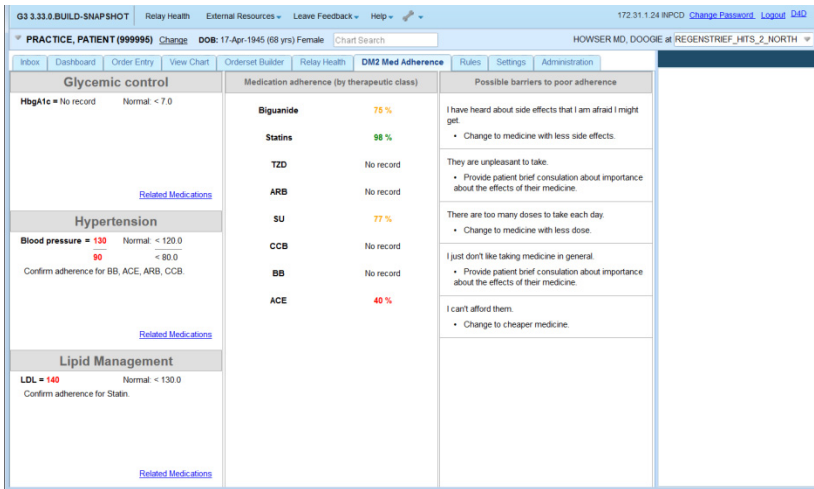 G3 3.33.0.BUILD-SNAPSHOT Relay Health External Resources Leave Feedback Help 172.31.1.24 INPCD Change Password Logout D4D
PRACTICE, PATIENT (999995) Change DOB: 17-Apr-1945 (68 yrs) Female Chart Search HOWSER MD, DOOGIE at REGENSTRIEF_HITS_2_NORTH
Inbox Dashboard Order Entry View Chart Orderset Builder Relay Health DM2 Med Adherence Rules Settings Administration
Glycemic control
HbgA1c = No record Normal: < 7.0
Related Medications
Hypertension
Blood pressure = 130 Normal: < 120.0
90 < 80.0
Confirm adherence for BB, ACE, ARB, CCB.
Related Medications
Lipid Management
LDL = 140 Normal: < 130.0
Confirm adherence for Statin.
Related Medications
Medication adherence (by therapeutic class)
Biguanide 75 %
Statins 98 %
TZD No record
ARB No record
SU 77 %
CCB No record
BB No record
ACE 40 %
Possible barriers to poor adherence
I have heard about side effects that I am afraid I might
get.
• Change to medicine with less side effects.
They are unpleasant to take.
• Provide patient brief consulation about importance
about the effects of their medicine.
There are too many doses to take each day.
• Change to medicine with less dose.
I just don't like taking medicine in general.
• Provide patient brief consulation about importance
about the effects of their medicine.
I can't afford them.
• Change to cheaper medicine.